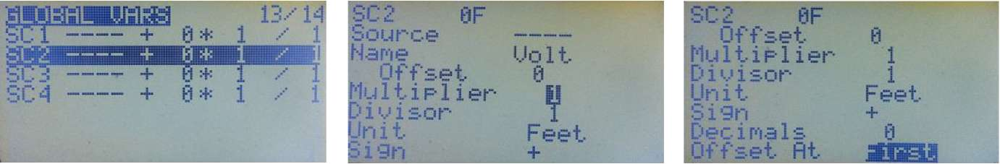 GLOBAL VARS 13/14
SC1 ---- + 0* 1 / 1
SC2 ---- + 0* 1 / 1
SC3 ---- + 0* 1 / 1
SC4 ---- + 0* 1 / 1
SC2 0F
Source ----
Name Volt
Offset 0
Multiplier 1
Divisor 1
Unit Feet
Sign +
SC2 0F
Offset 0
Multiplier 1
Divisor 1
Unit Feet
Sign +
Decimals 0
Offset At First